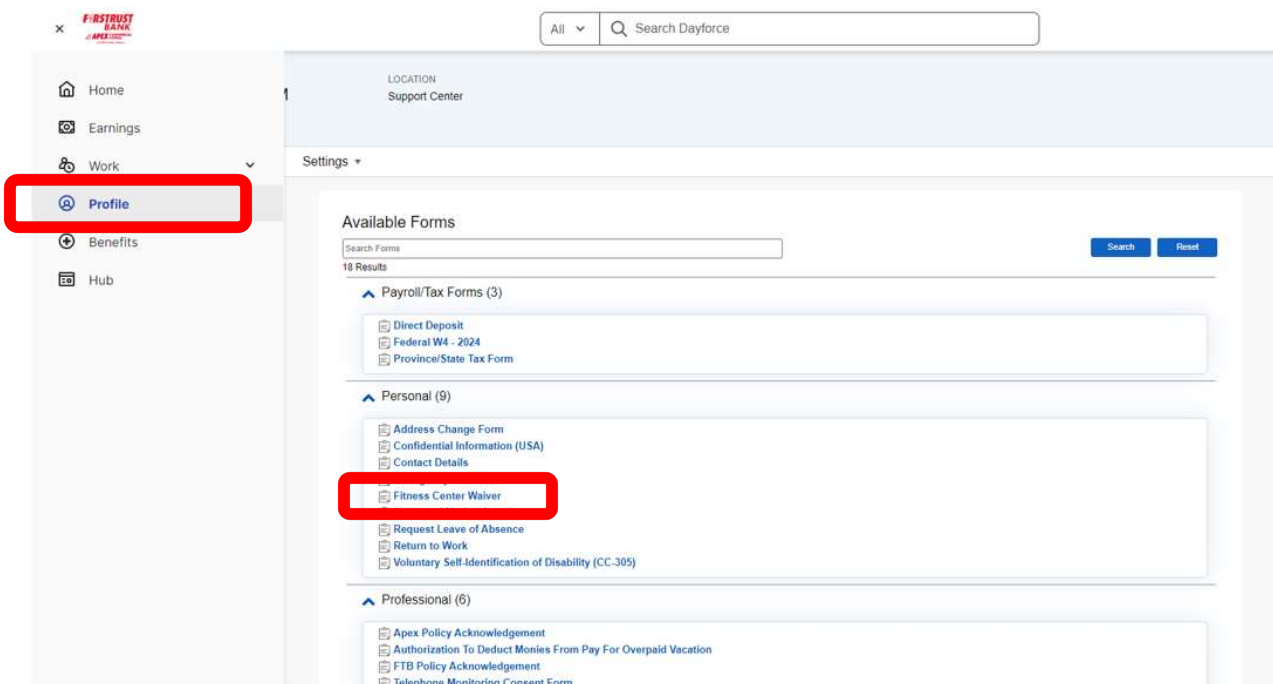 × FIRSTRUST
BANK
APEX
All Search Dayforce
Home
Earnings
Work
Profile
Benefits
Hub
LOCATION
Support Center
Settings
Available Forms
Search Forms
Search Reset
18 Results
Payroll/Tax Forms (3)
Direct Deposit
Federal W4 - 2024
Province/State Tax Form
Personal (9)
Address Change Form
Confidential Information (USA)
Contact Details
Fitness Center Waiver
Request Leave of Absence
Return to Work
Voluntary Self-Identification of Disability (CC-305)
Professional (6)
Apex Policy Acknowledgement
Authorization To Deduct Monies From Pay For Overpaid Vacation
FTB Policy Acknowledgement
Telephone Monitoring Consent Form